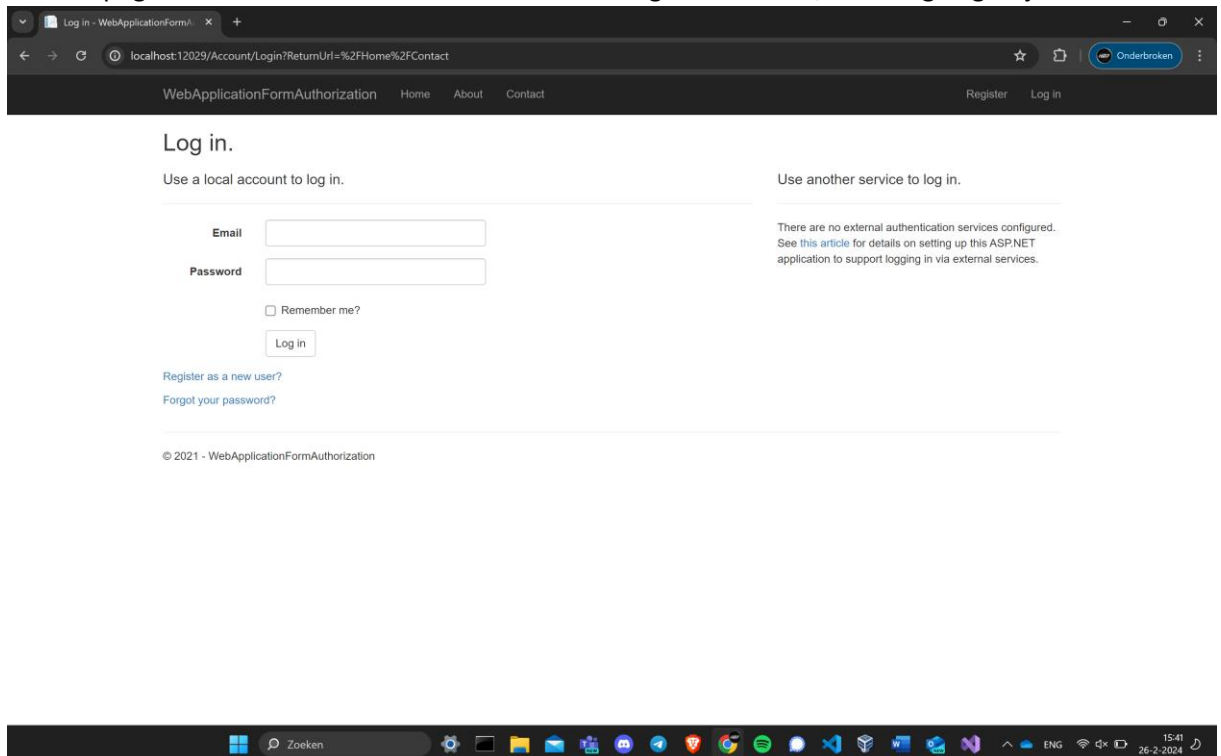 Log in - WebApplicationFormA
localhost:12029/Account/Login?ReturnUrl=%2FHome%2FContact
Onderbroken
WebApplicationFormAuthorization Home About Contact Register Log in
Log in.
Use a local account to log in.
Email
Password
Remember me?
Log in
Register as a new user?
Forgot your password?
Use another service to log in.
There are no external authentication services configured.
See this article for details on setting up this ASP.NET
application to support logging in via external services.
© 2021 - WebApplicationFormAuthorization
Zoeken
ENG
15:41
26-2-2024